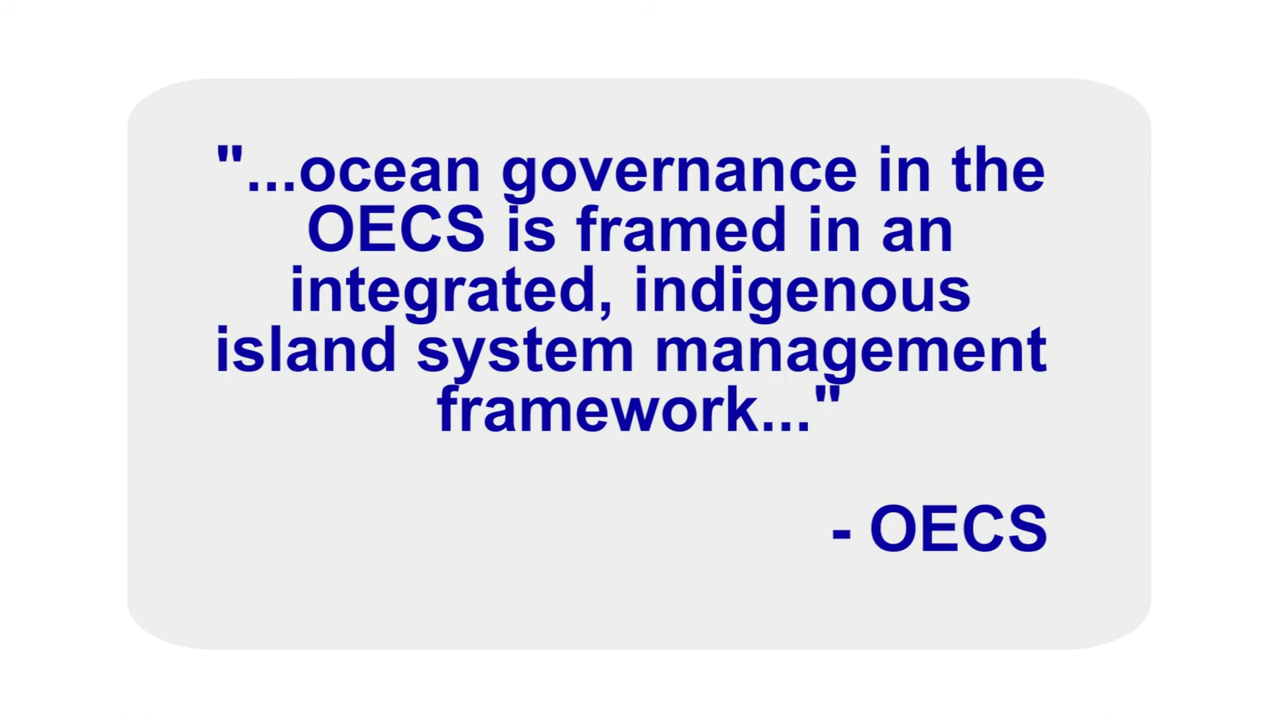 "...ocean governance in the
OECS is framed in an
integrated, indigenous
island system management
framework..."
- OECS